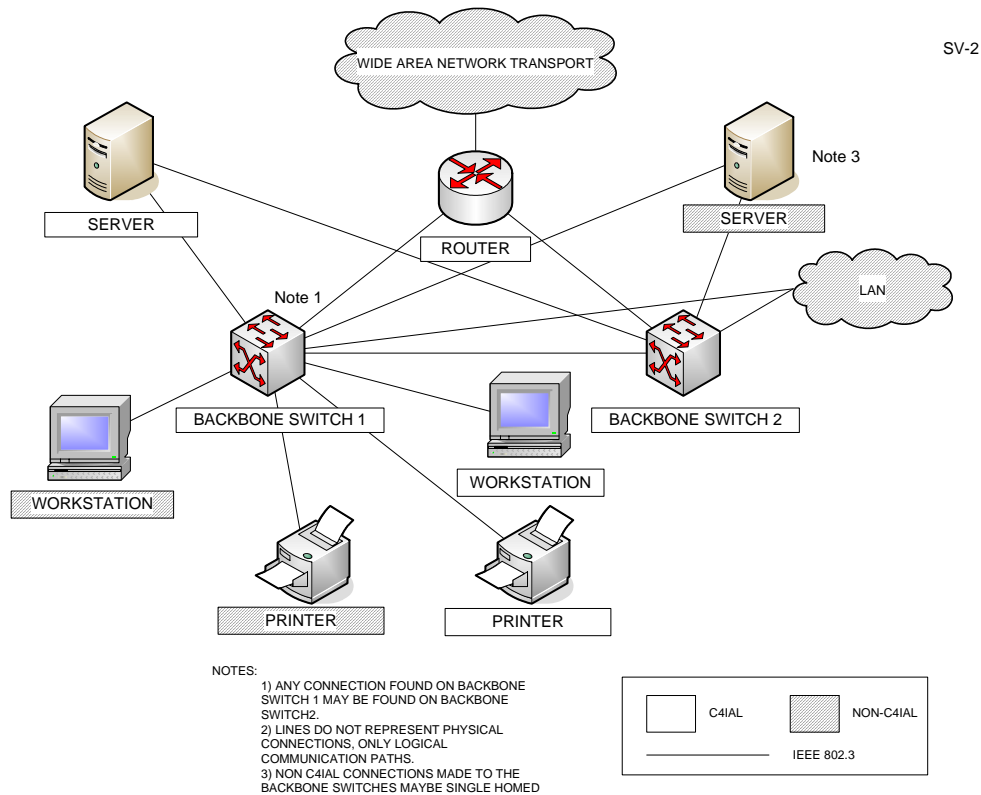 SV-2
WIDE AREA NETWORK TRANSPORT
Note 3
SERVER
SERVER
ROUTER
LAN
Note 1
BACKBONE SWITCH 1
BACKBONE SWITCH 2
WORKSTATION
WORKSTATION
PRINTER
PRINTER
NOTES:
1) ANY CONNECTION FOUND ON BACKBONE
SWITCH 1 MAY BE FOUND ON BACKBONE
SWITCH2.
2) LINES DO NOT REPRESENT PHYSICAL
CONNECTIONS, ONLY LOGICAL
COMMUNICATION PATHS.
3) NON C4IAL CONNECTIONS MADE TO THE
BACKBONE SWITCHES MAYBE SINGLE HOMED
C4IAL
NON-C4IAL
IEEE 802.3